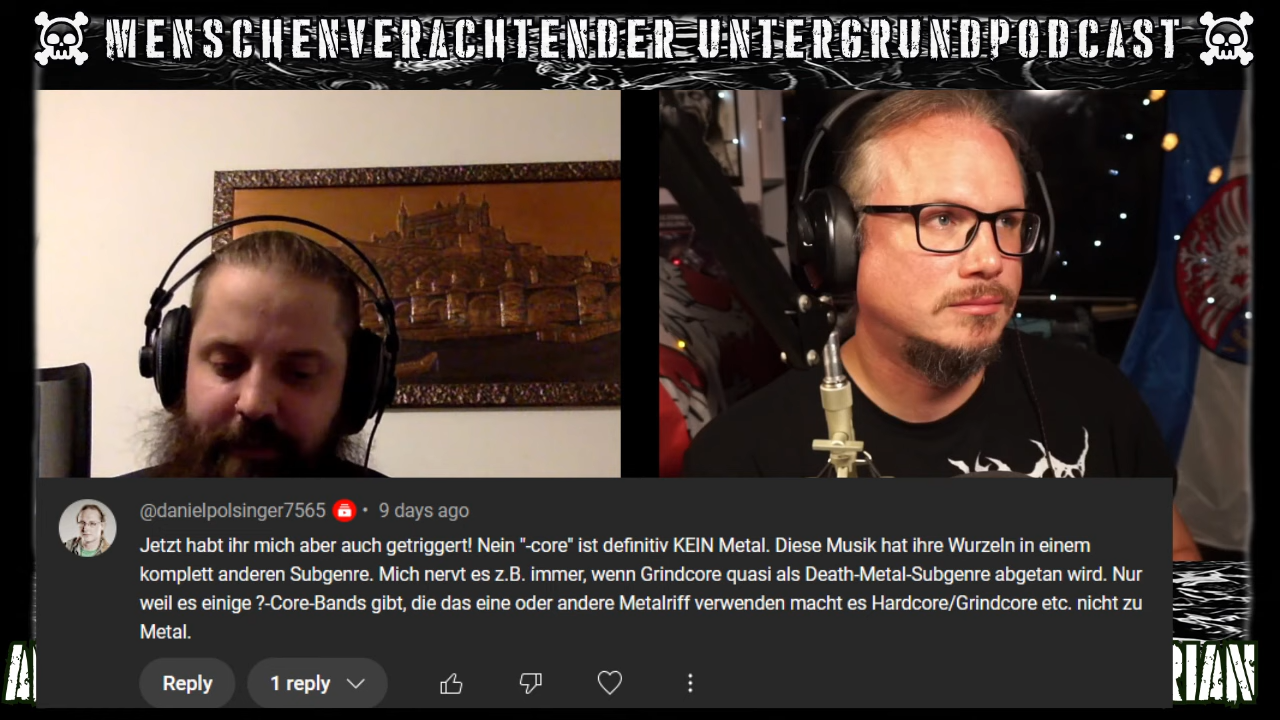 MENSCHENVERACHTENDER UNTERGRUNDPODCAST
@danielpolsinger7565 • 9 days ago
Jetzt habt ihr mich aber auch getriggert! Nein "-core" ist definitiv KEIN Metal. Diese Musik hat ihre Wurzeln in einem
komplett anderen Subgenre. Mich nervt es z.B. immer, wenn Grindcore quasi als Death-Metal-Subgenre abgetan wird. Nur
weil es einige ?-Core-Bands gibt, die das eine oder andere Metalriff verwenden macht es Hardcore/Grindcore etc. nicht zu
Metal.
Reply 1 reply